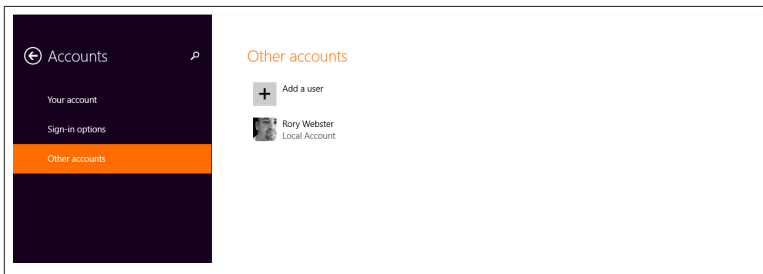 Accounts
Your account
Sign-in options
Other accounts
Other accounts
Add a user
Rory Webster
Local Account